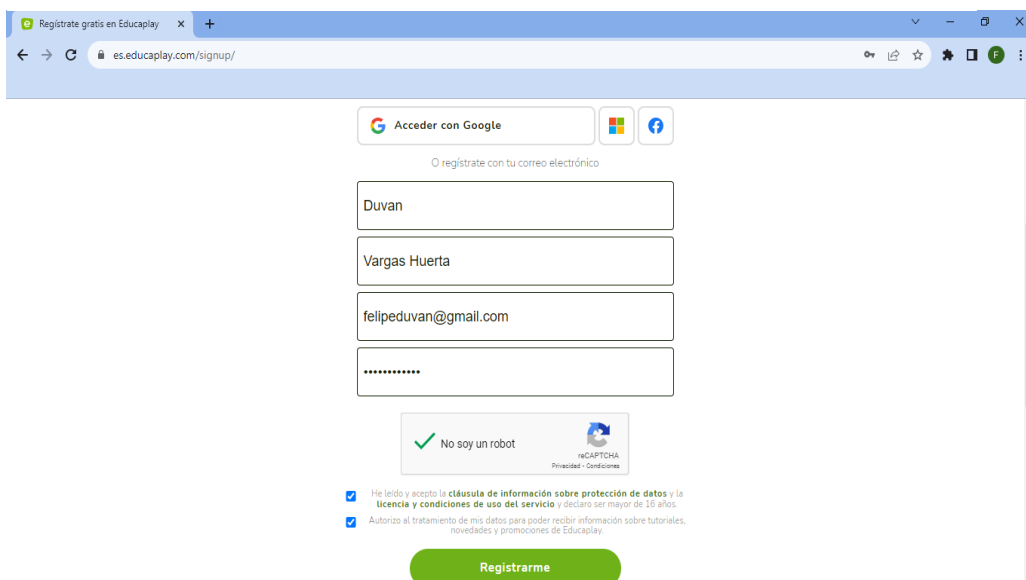 Regístrate gratis en Educaplay
es.educaplay.com/signup/
F
Acceder con Google
O regístrate con tu correo electrónico
Duvan
Vargas Huerta
felipeduvan@gmail.com
••••••••••••
No soy un robot
reCAPTCHA
Privacidad - Condiciones
He leído y acepto la cláusula de información sobre protección de datos y la
licencia y condiciones de uso del servicio y declaro ser mayor de 16 años.
Autorizo al tratamiento de mis datos para poder recibir información sobre tutoriales,
novedades y promociones de Educaplay.
Registrarme